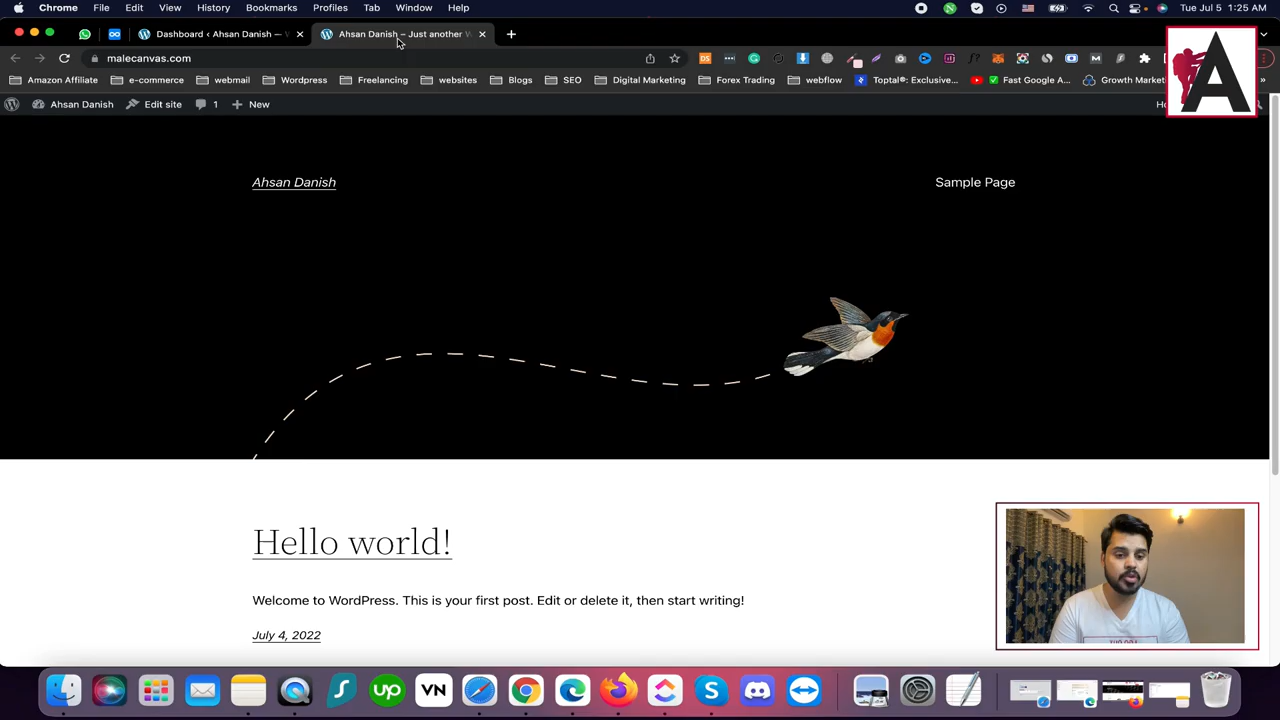 Chrome File Edit View History Bookmarks Profiles Tab Window Help Tue Jul 5 1:25 AM
Dashboard ‹ Ahsan Danish — Ahsan Danish – Just another
malecanvas.com
Amazon Affiliate e-commerce webmail Wordpress Freelancing websites Blogs SEO Digital Marketing Forex Trading webflow Toptal®: Exclusive... Fast Google A... Growth Market
Ahsan Danish Edit site 1 New
A
Ahsan Danish Sample Page
Hello world!
Welcome to WordPress. This is your first post. Edit or delete it, then start writing!
July 4, 2022
up VN